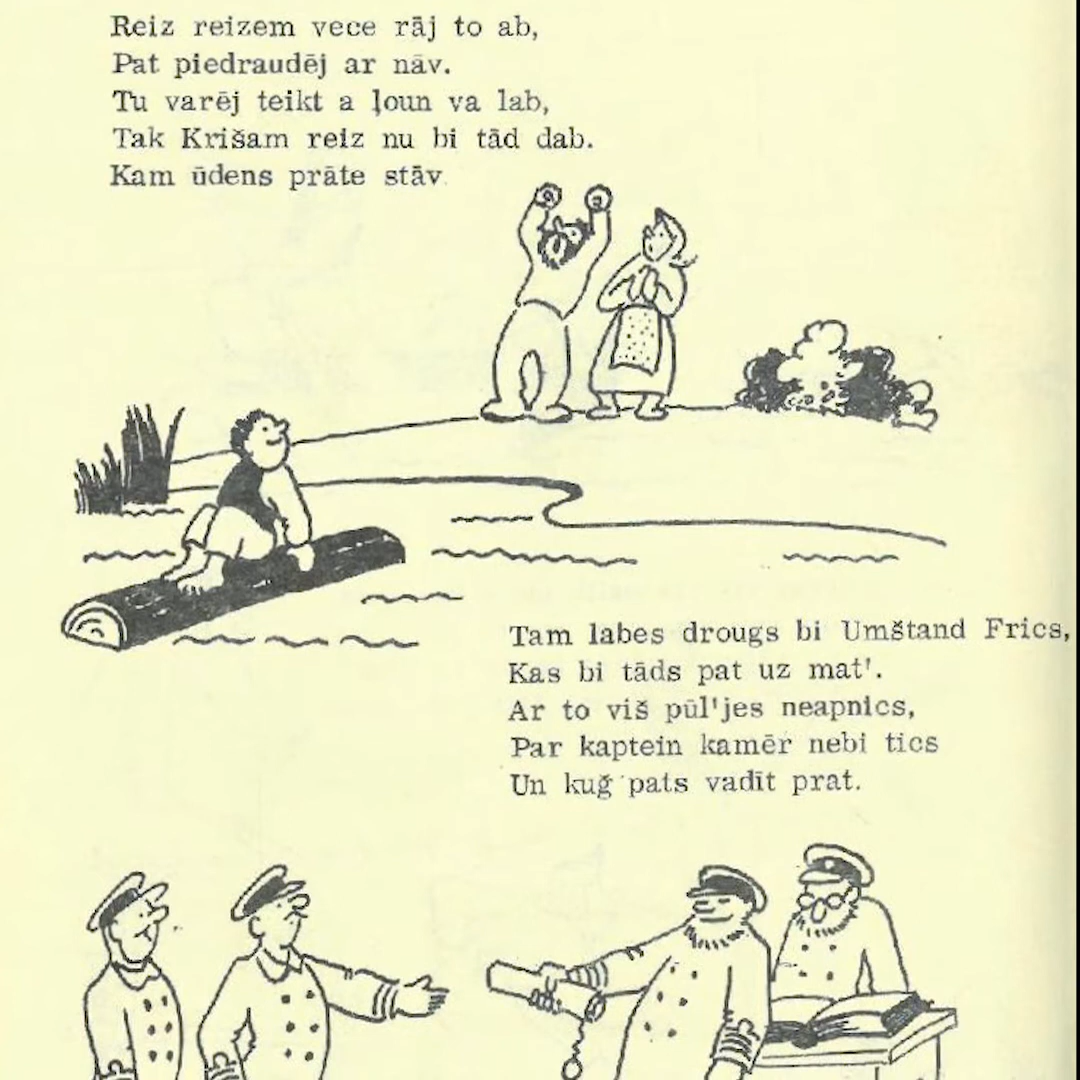 Reiz reizem vece rāj to ab,
Pat piedraudēj ar nāv.
Tu varēj teikt a ļoun va lab,
Tak Krišam reiz nu bi tād dab.
Kam ūdens prāte stāv
Tam labes drougs bi Umštand Frics,
Kas bi tāds pat uz mat'.
Ar to viš pūl'jes neapnics,
Par kaptein kamēr nebi tics
Un kuğ pats vadīt prat.